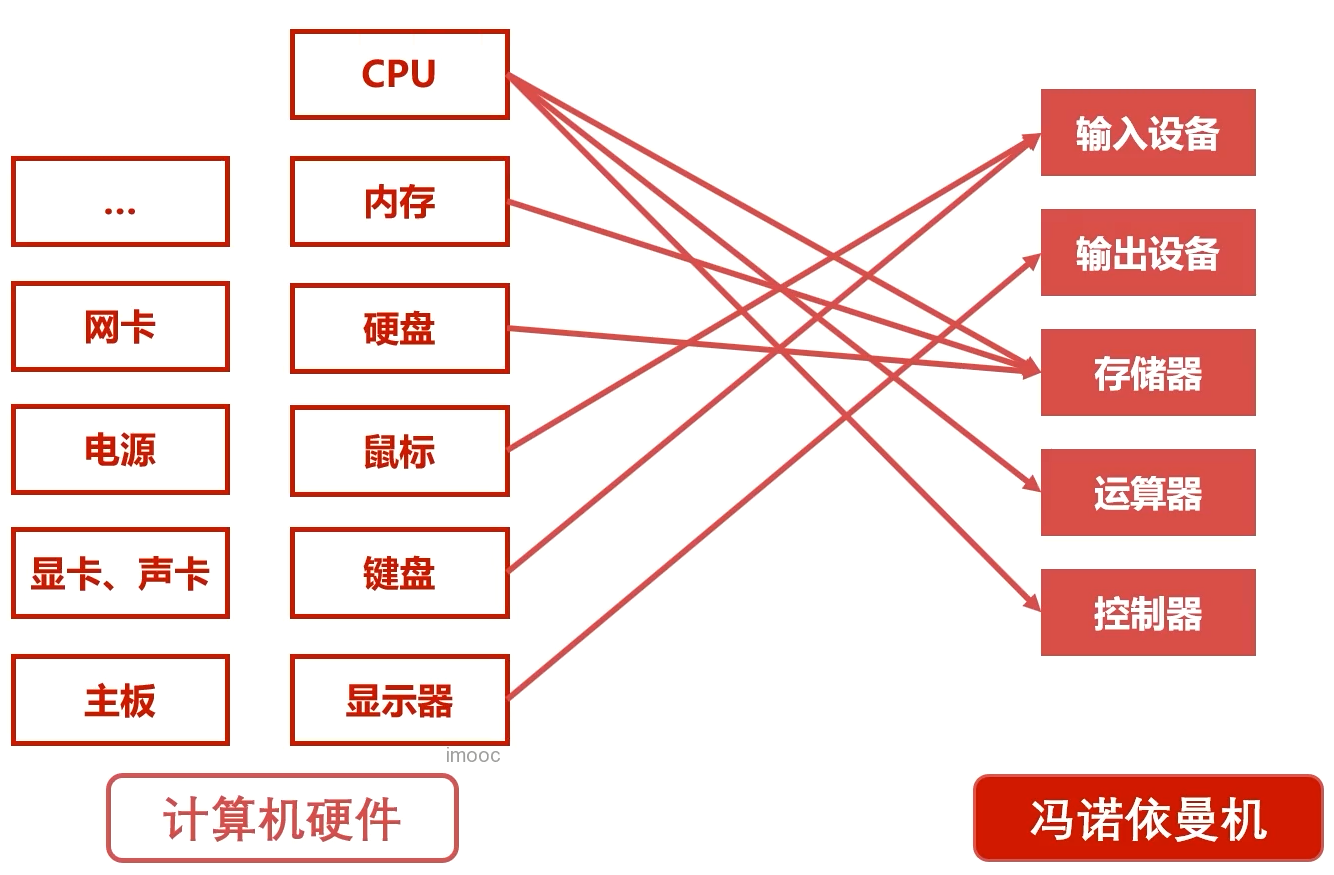 CPU
内存
硬盘
鼠标
键盘
显示器
...
网卡
电源
显卡、声卡
主板
imooc
计算机硬件
输入设备
输出设备
存储器
运算器
控制器
冯诺依曼机